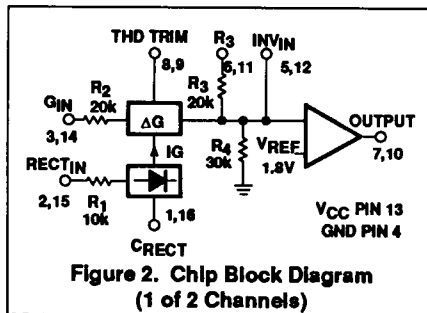 THD TRIM
8,9
R3
6,11
INVIN
5,12
R2
20k
R3
20k
GIN
3,14
ΔG
OUTPUT
7,10
IG
VREF
1.8V
R4
30k
RECTIN
2,15
R1
10k
1,16
CRECT
VCC PIN 13
GND PIN 4
Figure 2. Chip Block Diagram
(1 of 2 Channels)